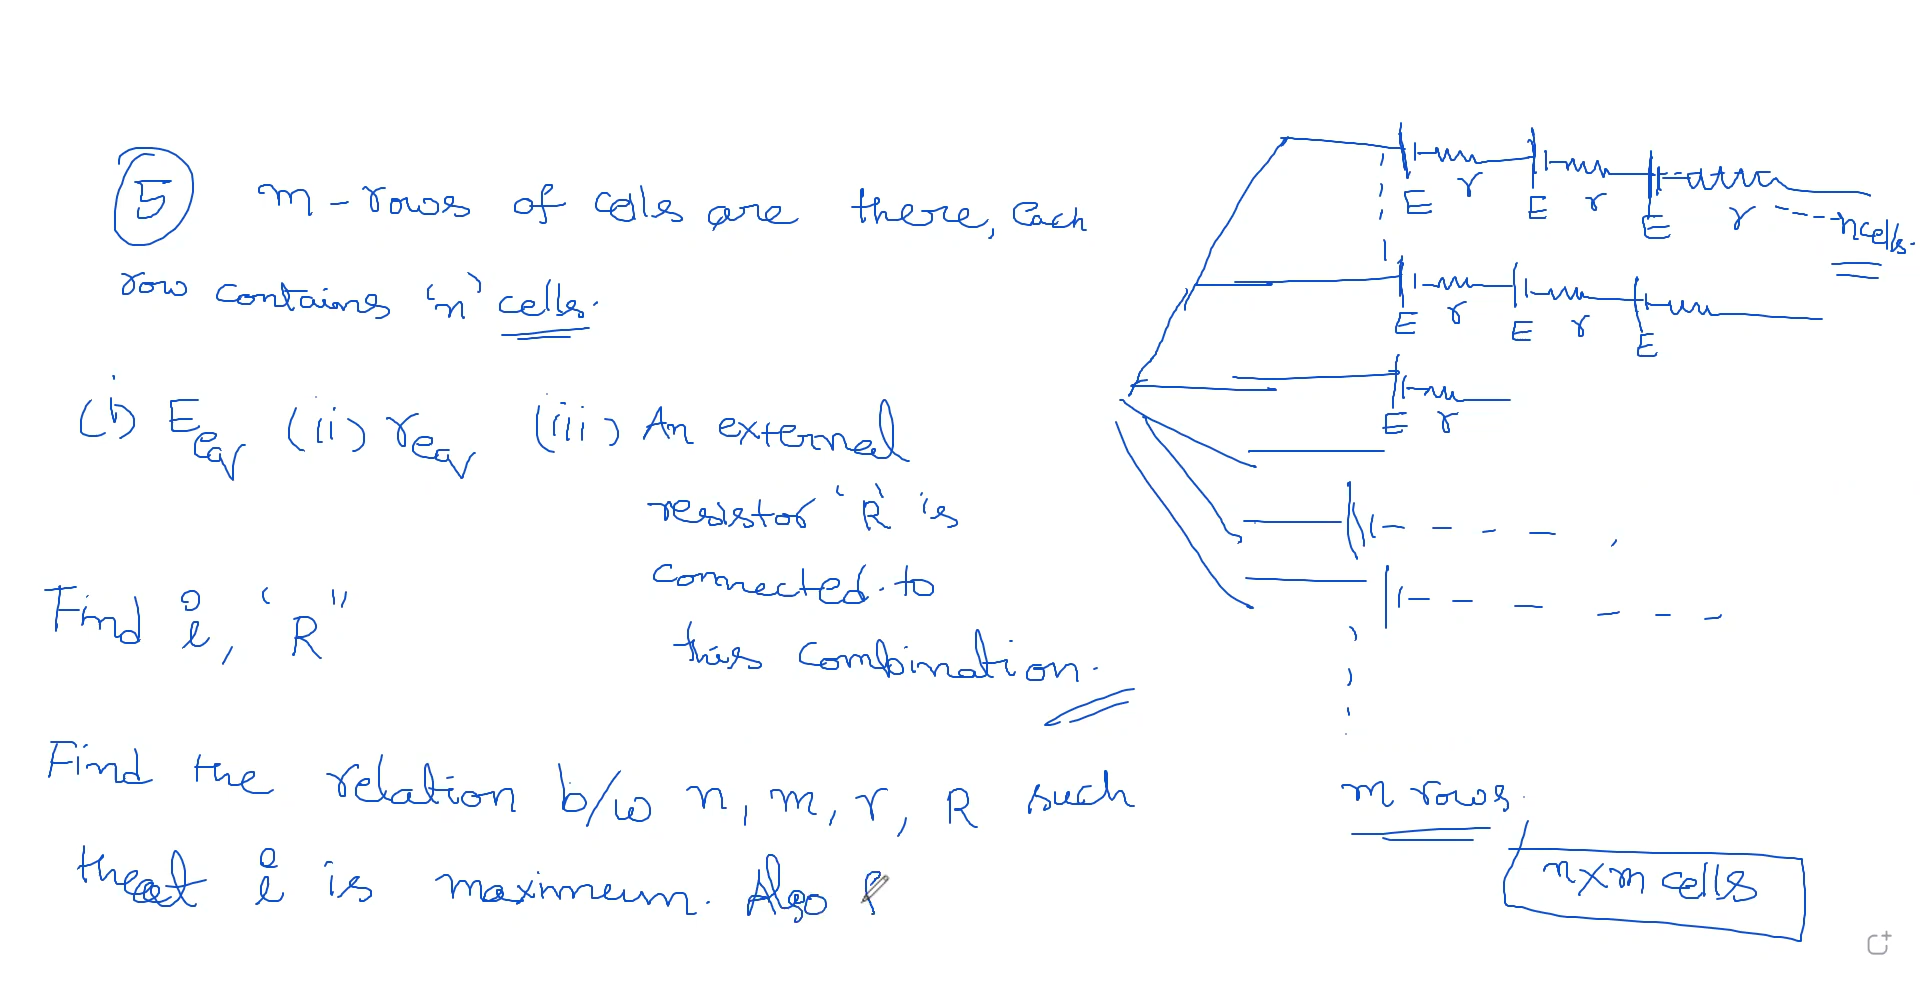 5 m-rows of cells are there, Each
row contains 'n' cells.
(i) Eeq (ii) req (iii) An external
resistor 'R' is
connected to
this combination.
Find i, 'R"
Find the relation b/w n, m, r, R such
that i is maximum. Also f
E r E r E r ncells.
E r E r E
E r
m rows
n×m cells